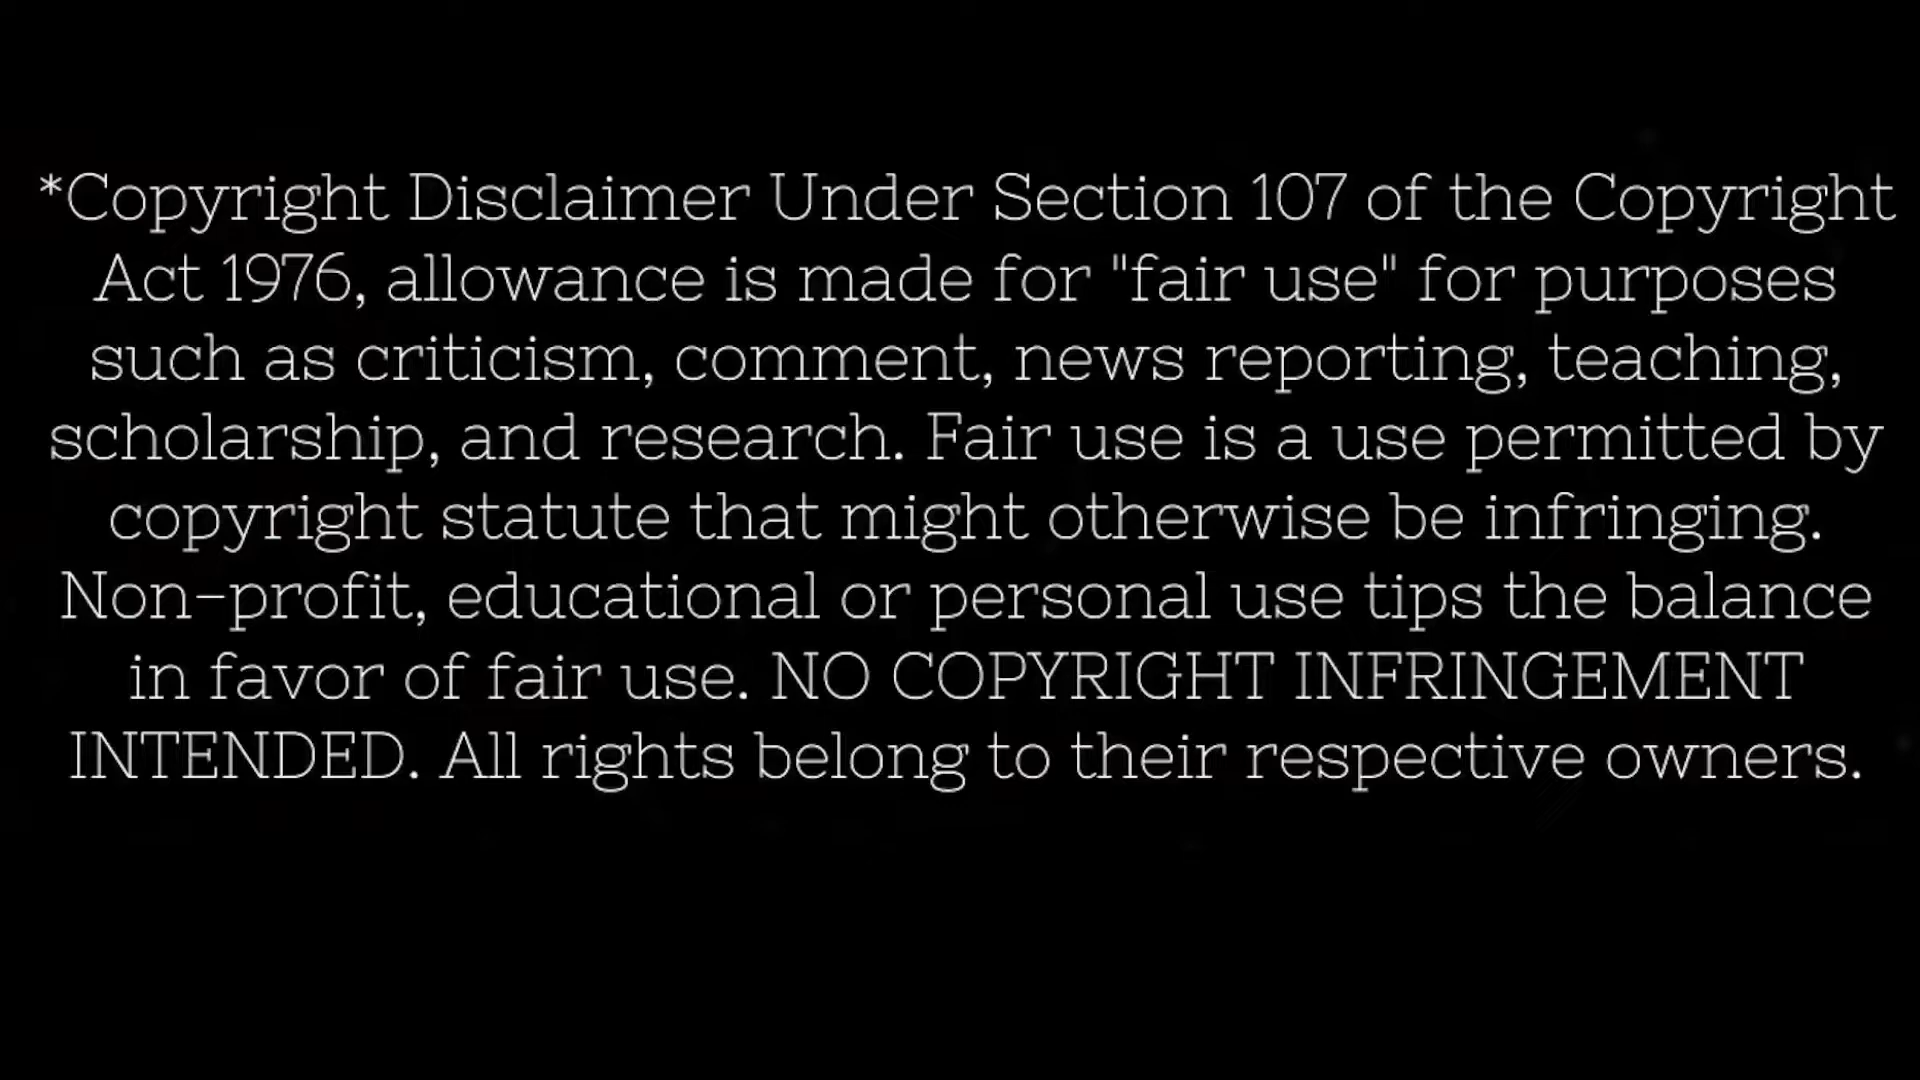 *Copyright Disclaimer Under Section 107 of the Copyright
Act 1976, allowance is made for "fair use" for purposes
such as criticism, comment, news reporting, teaching,
scholarship, and research. Fair use is a use permitted by
copyright statute that might otherwise be infringing.
Non-profit, educational or personal use tips the balance
in favor of fair use. NO COPYRIGHT INFRINGEMENT
INTENDED. All rights belong to their respective owners.